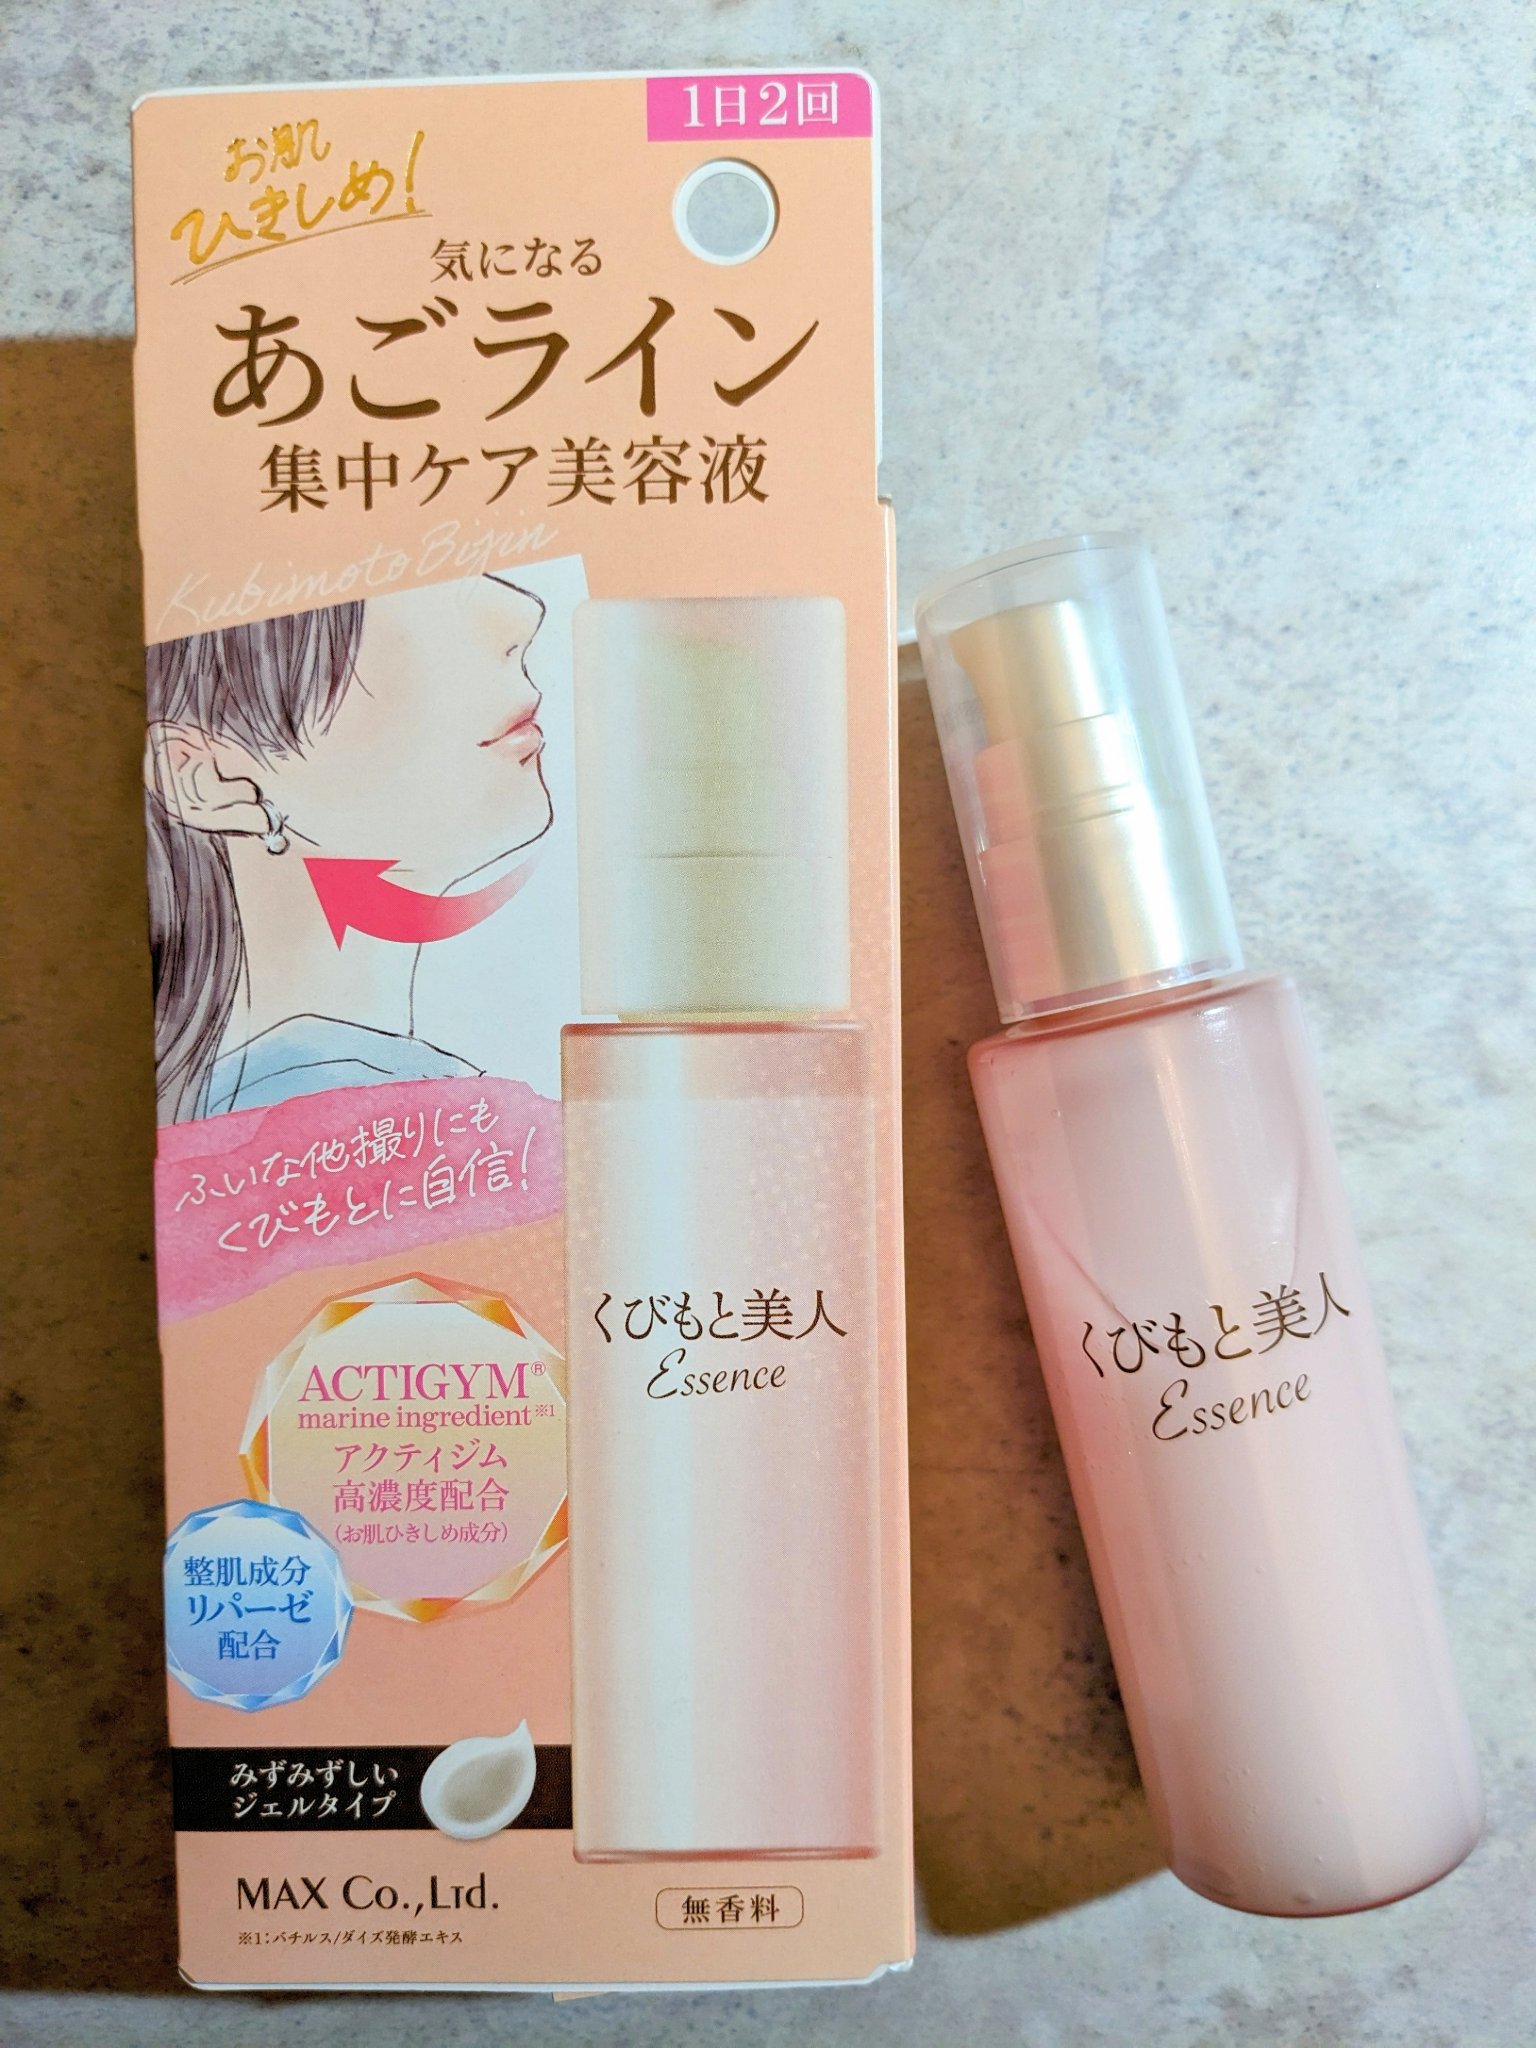 1日2回
お肌
ひきしめ!
気になる
あごライン
集中ケア美容液
Kubimoto Bijin
ふいな他撮りにも
くびもとに自信!
くびもと美人
Essence
ACTIGYM®
marine ingredient※1
アクティジム
高濃度配合
(お肌ひきしめ成分)
整肌成分
リパーゼ
配合
みずみずしい
ジェルタイプ
MAX Co.,Ltd.
※1:バチルス/ダイズ発酵エキス
無香料
くびもと美人
Essence